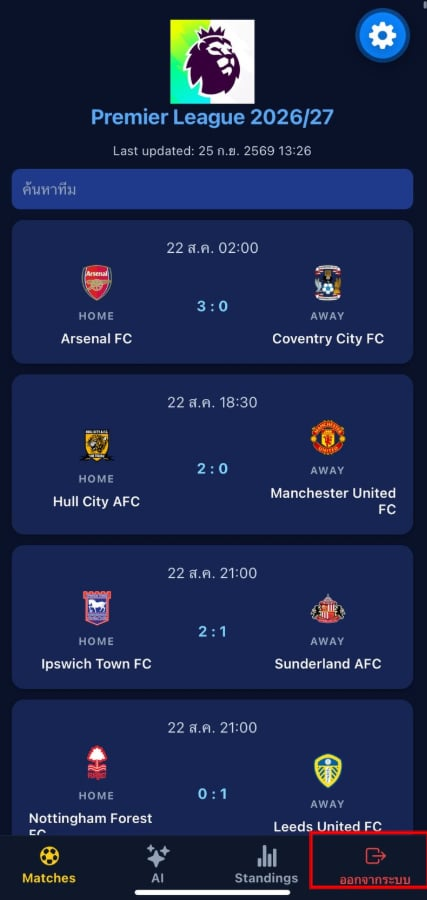 Premier League 2026/27
Last updated: 25 ก.ย. 2569 13:26
ค้นหาทีม
22 ส.ค. 02:00
Arsenal
3 : 0
HOME
AWAY
Arsenal FC
Coventry City FC
22 ส.ค. 18:30
2 : 0
HOME
AWAY
Hull City AFC
Manchester United
FC
22 ส.ค. 21:00
2 : 1
HOME
AWAY
Ipswich Town FC
Sunderland AFC
22 ส.ค. 21:00
0 : 1
HOME
AWAY
Nottingham Forest
FC
Leeds United FC
Matches
AI
Standings
ออกจากระบบ